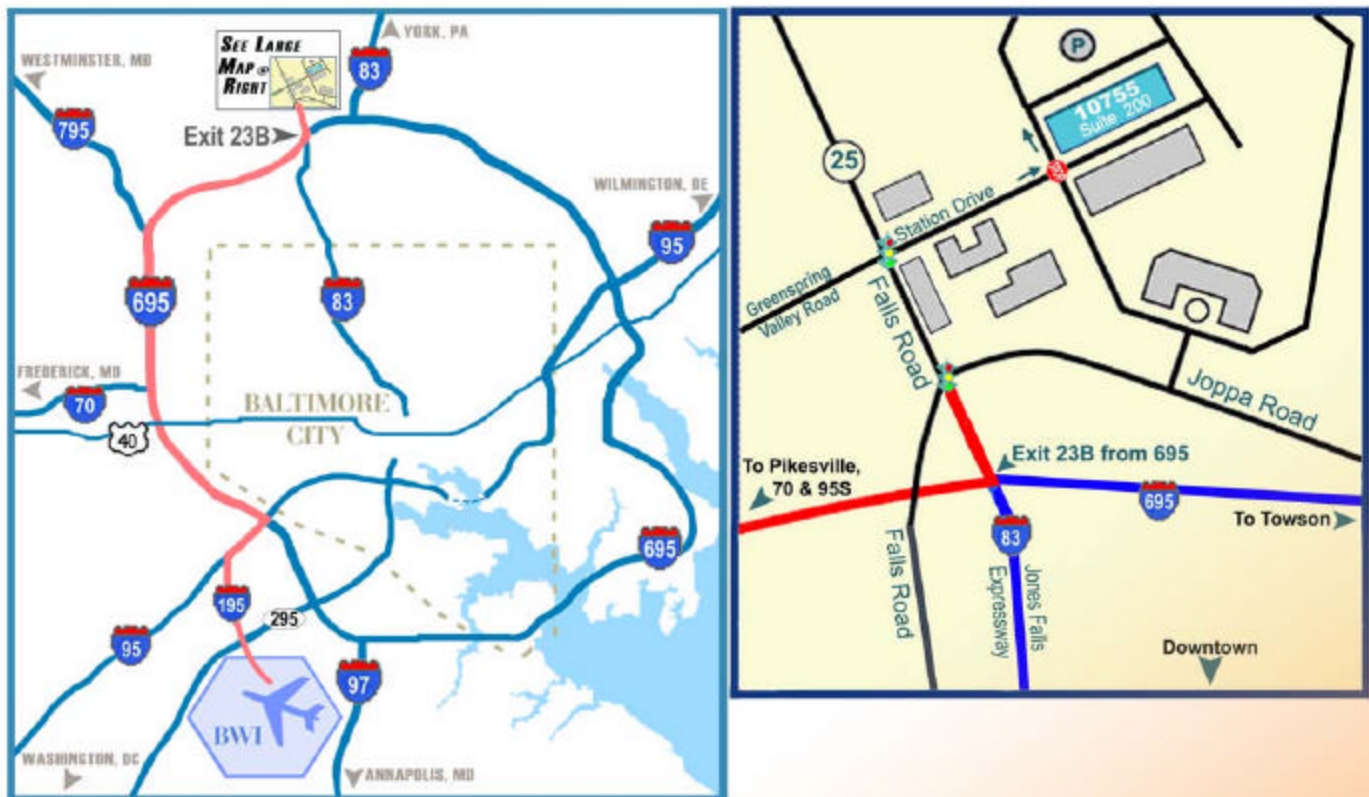 YORK, PA
83
SEE LARGE
MAP @
RIGHT
WESTMINSTER, MD
795
Exit 23B
WILMINGTON, DE
95
695
83
FREDERICK, MD
70
40
BALTIMORE
CITY
695
195
295
95
97
BWI
WASHINGTON, DC
ANNAPOLIS, MD
P
10755
Suite 200
25
Station Drive
Greenspring
Valley Road
Falls Road
Joppa Road
Exit 23B from 695
To Pikesville,
70 & 95S
695
To Towson
83
Falls Road
Jones Falls
Expressway
Downtown